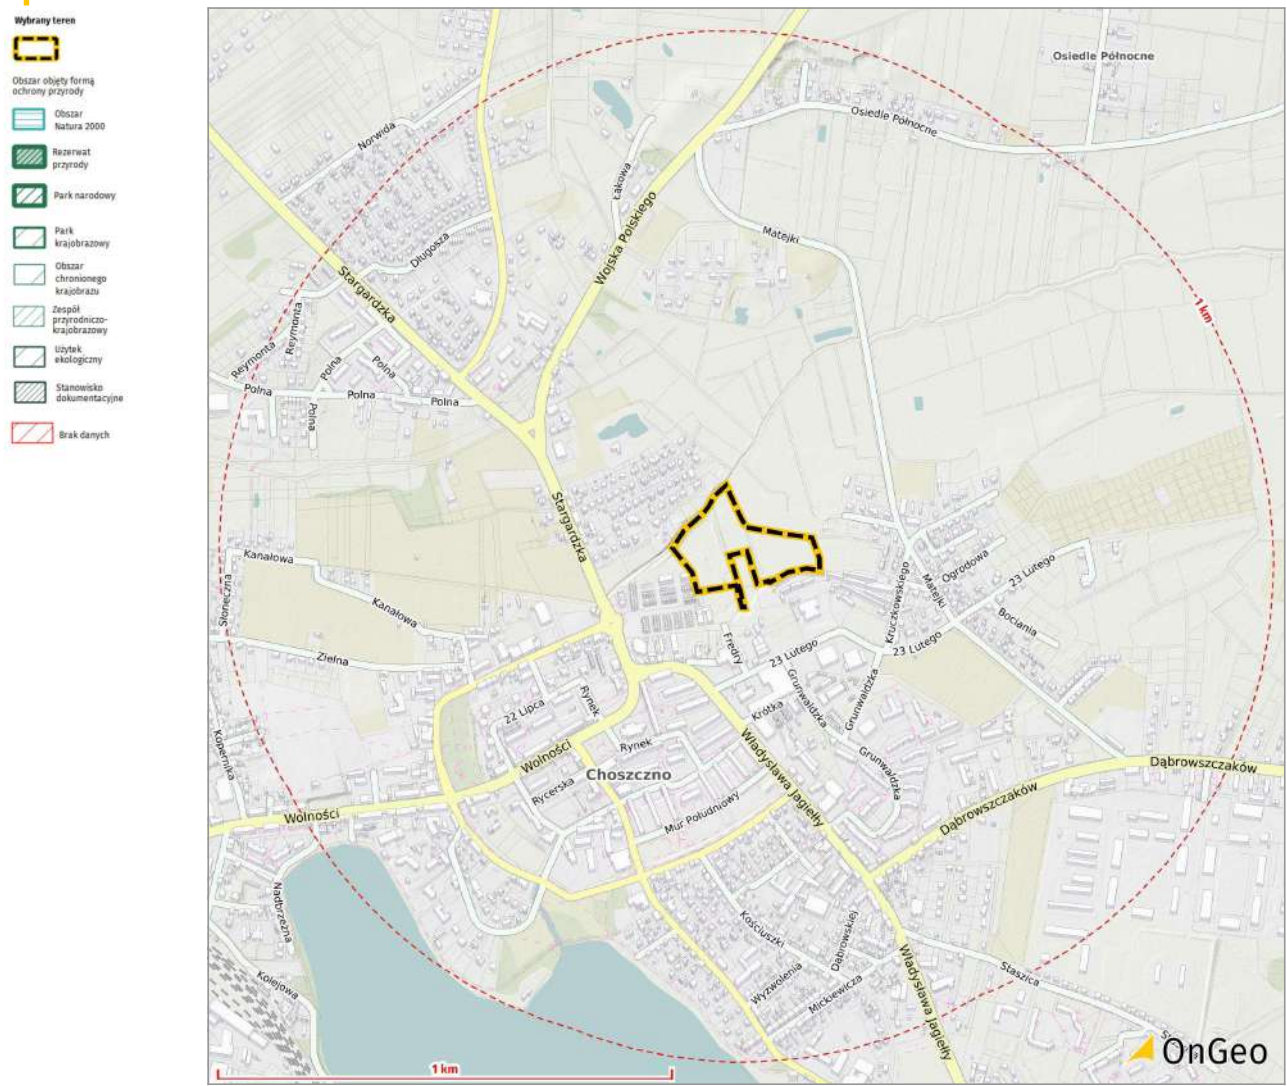 Wybrany teren
Obszar objęty formą
ochrony przyrody
Obszar
Natura 2000
Rezerwat
przyrody
Park narodowy
Park
krajobrazowy
Obszar
chronionego
krajobrazu
Zespół
przyrodniczo-
krajobrazowy
Użytek
ekologiczny
Stanowisko
dokumentacyjne
Brak danych
Osiedle Północne
Osiedle Północne
Norwida
Łąkowa
Wojska Polskiego
Matejki
Długosza
Stargardzka
1 km
Reymonta
Reymonta
Polna
Polna
Polna
Polna
Polna
Polna
Stargardzka
Kanałowa
Słoneczna
Kanałowa
Zielna
Kruczkowskiego
Matejki
Ogrodowa
23 Lutego
Bociania
Fredry
23 Lutego
23 Lutego
Grunwaldzka
Grunwaldzka
Krótka
Rynek
22 Lipca
Rynek
Wolności
Władysława Jagiełły
Grunwaldzka
Kopernika
Choszczno
Rycerska
Dąbrowszczaków
Dąbrowszczaków
Mur Południowy
Wolności
Nadbrzeżna
Kościuszki
Dąbrowskiej
Władysława Jagiełły
Staszica
Wyzwolenia
Mickiewicza
Kolejowa
1 km
OnGeo